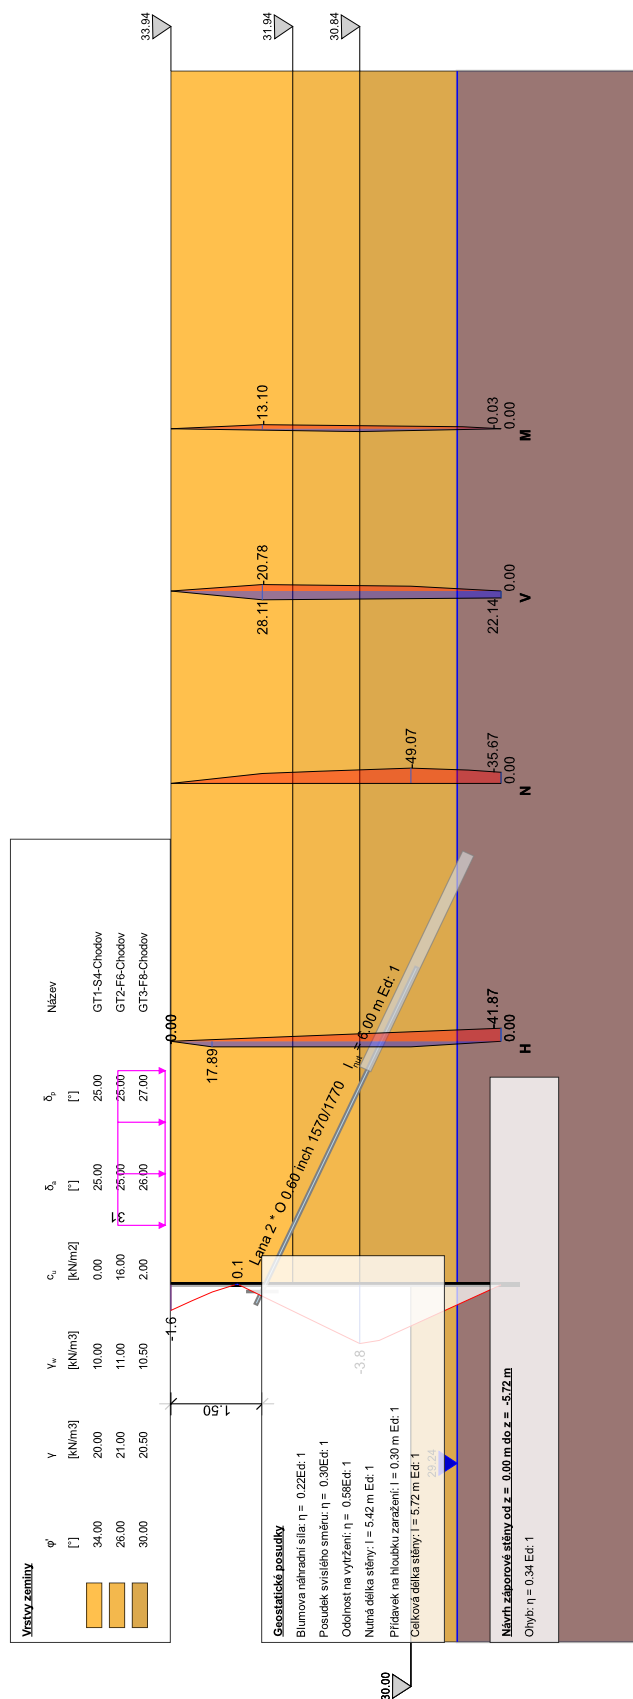 Vrstvy zeminy
φ' γ γw cu δa δp Název
[°] [kN/m3] [kN/m3] [kN/m2] [°] [°]
34.00 20.00 10.00 0.00 25.00 25.00 GT1-S4-Chodov
26.00 21.00 11.00 16.00 25.00 25.00 GT2-F6-Chodov
30.00 20.50 10.50 2.00 26.00 27.00 GT3-F8-Chodov
31
33.94
31.94
30.84
30.00
29.24
1.50
-1.6
0.1
-3.8
Lana 2 * O 0.60 inch 1570/1770
lnut = 6.00 m Ed: 1
0.00
17.89
-41.87
0.00
H
-49.07
-35.67
0.00
N
28.11
-20.78
22.14
0.00
V
-13.10
-0.03
0.00
M
Geostatické posudky
Blumova náhradní síla: η = 0.22Ed: 1
Posudek svislého směru: η = 0.30Ed: 1
Odolnost na vytržení: η = 0.58Ed: 1
Nutná délka stěny: l = 5.42 m Ed: 1
Přídavek na hloubku zaražení: l = 0.30 m Ed: 1
Celková délka stěny: l = 5.72 m Ed: 1
Návrh záporové stěny od z = 0.00 m do z = -5.72 m
Ohyb: η = 0.34 Ed: 1